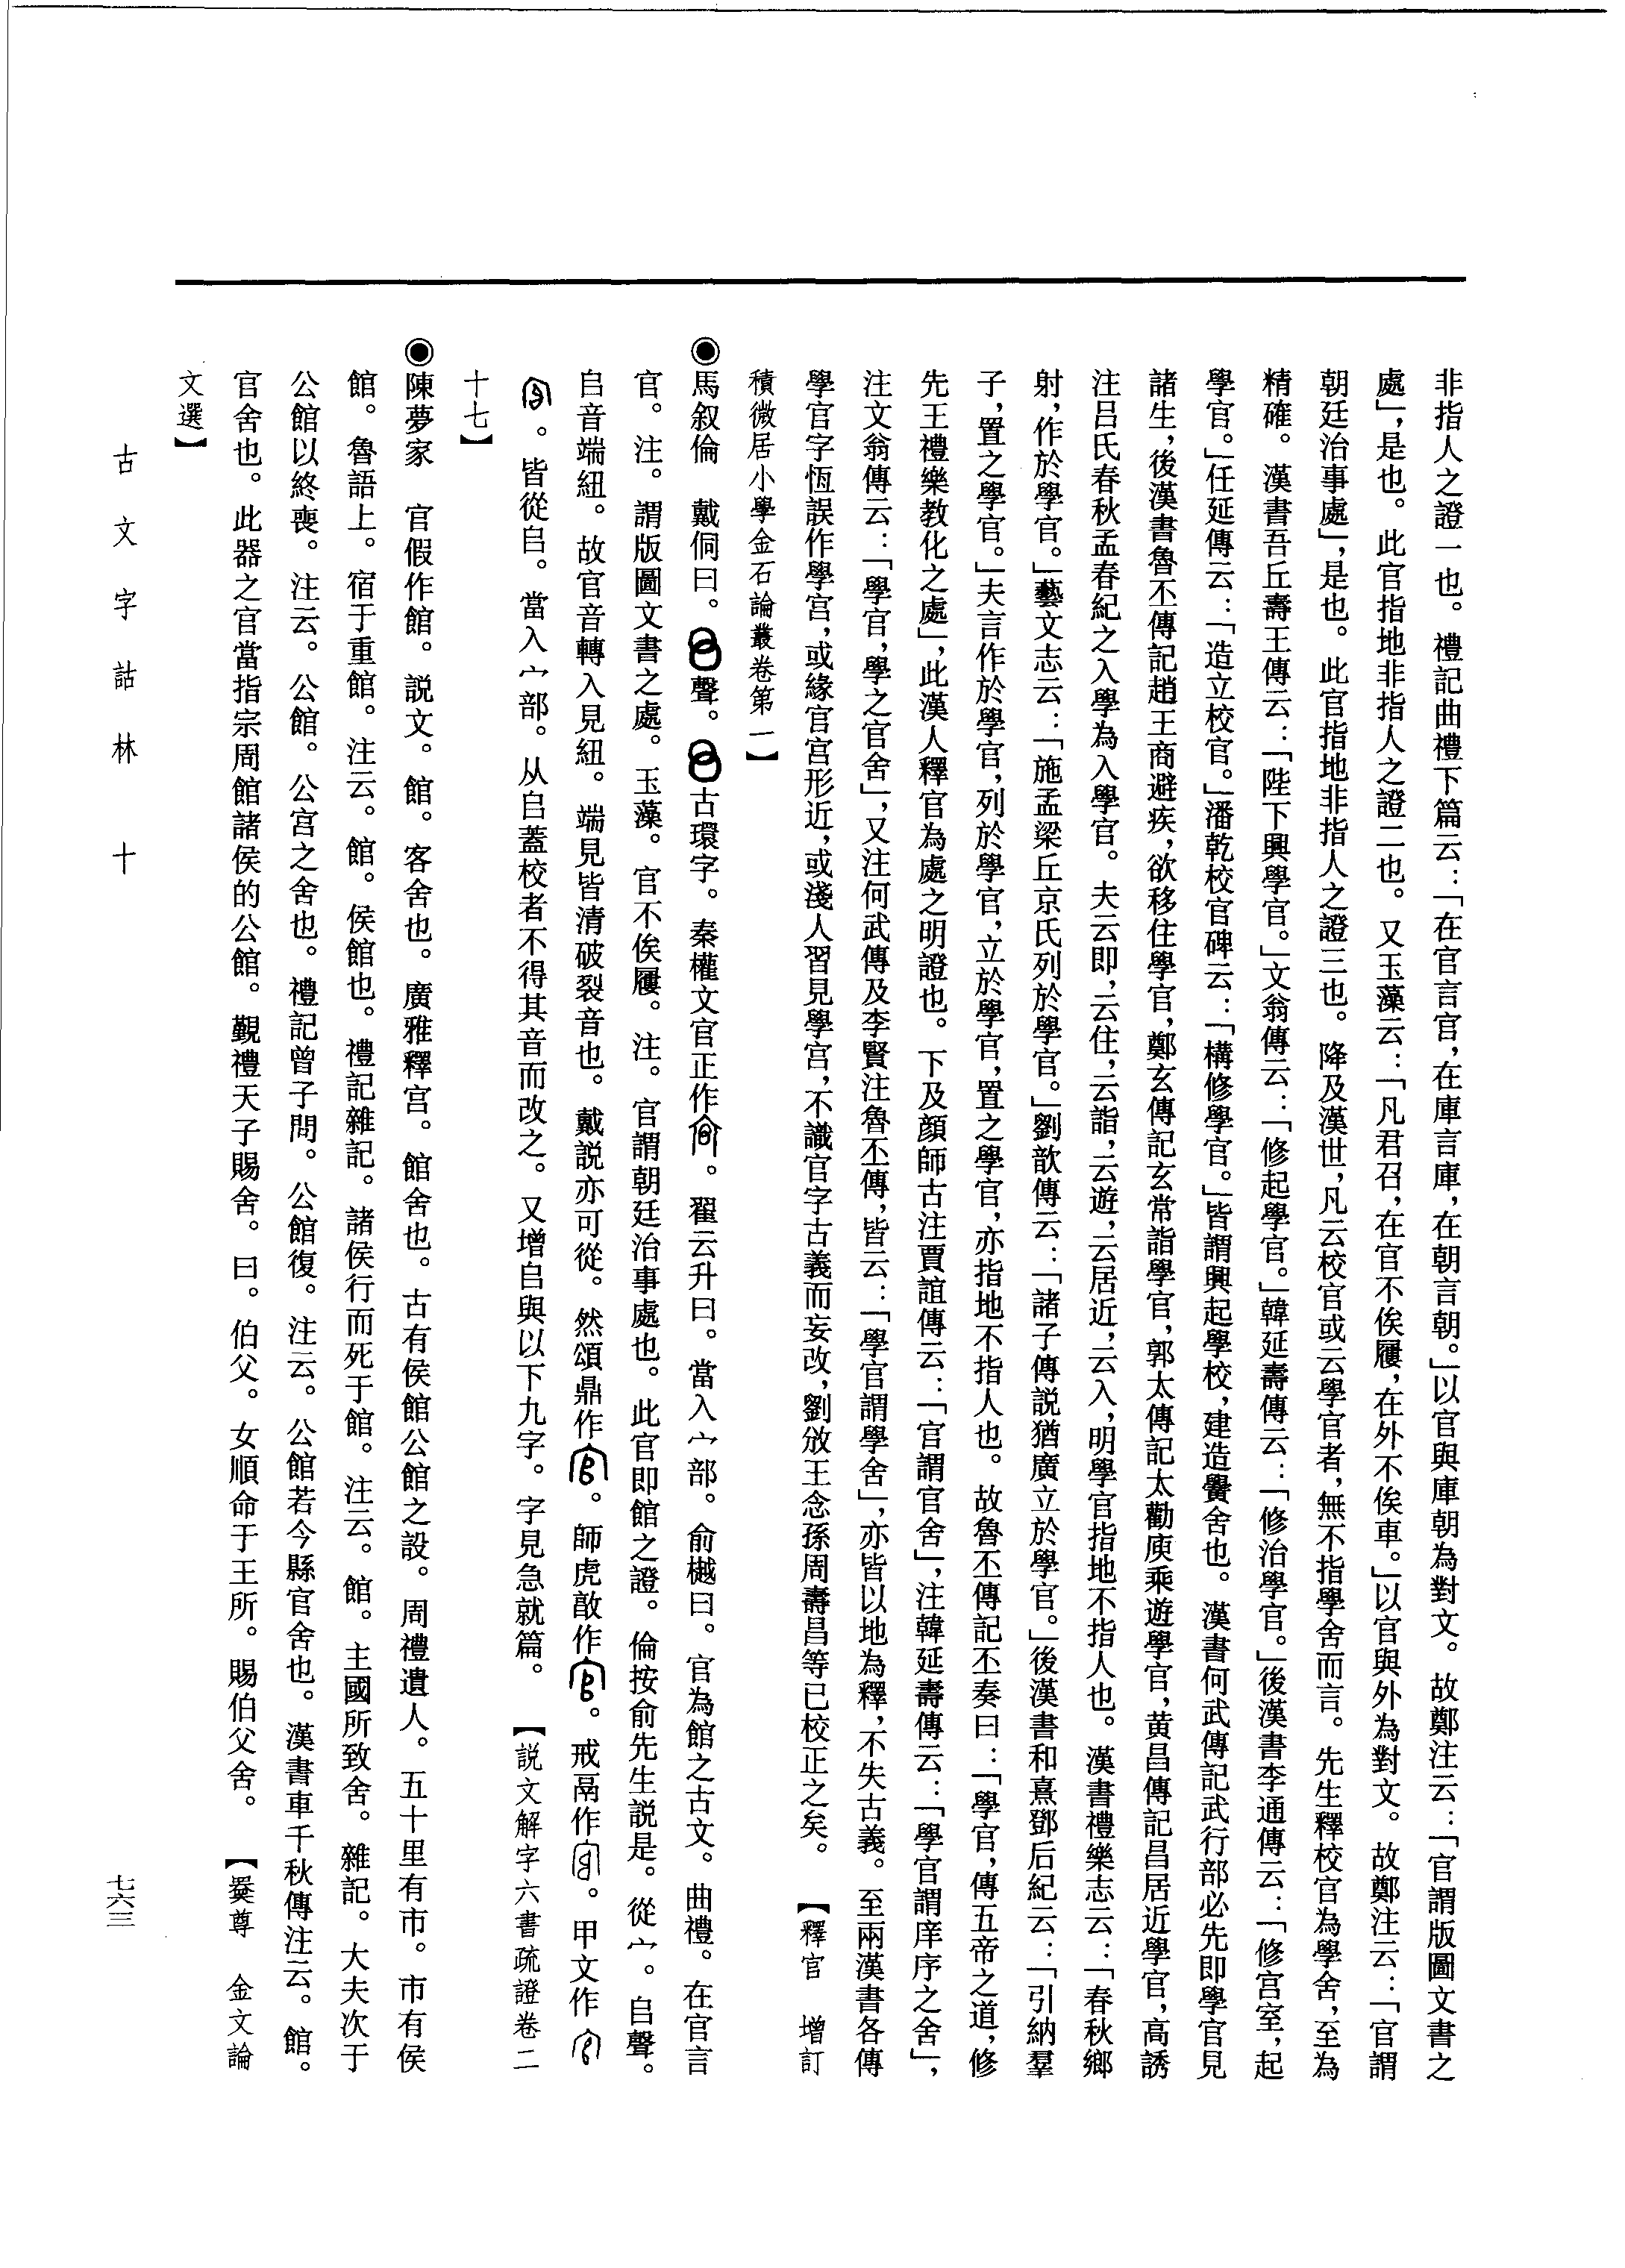 非指人之證一也。禮記曲禮下篇云：「在官言官，在庫言庫，在朝言朝。」以官與庫朝為對文。故鄭注云：「官謂版圖文書之
處」，是也。此官指地非指人之證二也。又玉藻云：「凡君召，在官不俟屨，在外不俟車。」以官與外為對文。故鄭注云：「官謂
朝廷治事處」，是也。此官指地非指人之證三也。降及漢世，凡云校官或云學官者，無不指學舍而言。先生釋校官為學舍，至為
精確。漢書吾丘壽王傳云：「陛下興學官。」文翁傳云：「修起學官。」韓延壽傳云：「修治學官。」後漢書李通傳云：「修宫室，起
學官。」任延傳云：「造立校官。」潘乾校官碑云：「構修學官。」皆謂興起學校，建造黌舍也。漢書何武傳記武行部必先即學官見
諸生，後漢書魯丕傳記趙王商避疾，欲移住學官，鄭玄傳記玄常詣學官，郭太傳記太勸庾乘遊學官，黄昌傳記昌居近學官，高誘
注吕氏春秋孟春紀之入學為入學官。夫云即，云住，云詣，云遊，云居近，云入，明學官指地不指人也。漢書禮樂志云：「春秋鄉
射，作於學官。」藝文志云：「施孟梁丘京氏列於學官。」劉歆傳云：「諸子傳説猶廣立於學官。」後漢書和熹鄧后紀云：「引納羣
子，置之學官。」夫言作於學官，列於學官，立於學官，置之學官，亦指地不指人也。故魯丕傳記丕奏曰：「學官，傳五帝之道，修
先王禮樂教化之處」，此漢人釋官為處之明證也。下及顔師古注賈誼傳云：「官謂官舍」，注韓延壽傳云：「學官謂庠序之舍」，
注文翁傳云：「學官，學之官舍」，又注何武傳及李賢注魯丕傳，皆云：「學官謂學舍」，亦皆以地為釋，不失古義。至兩漢書各傳
學官字恆誤作學宫，或緣官宫形近，或淺人習見學宫，不識官字古義而妄改，劉攽王念孫周壽昌等已校正之矣。【釋官　增訂
積微居小學金石論叢卷第一】
◉馬叙倫　戴侗曰。聲。古環字。秦權文官正作。翟云升曰。當入宀部。俞樾曰。官為館之古文。曲禮。在官言
官。注。謂版圖文書之處。玉藻。官不俟屨。注。官謂朝廷治事處也。此官即館之證。倫按俞先生説是。從宀。𠂤聲。
𠂤音端紐。故官音轉入見紐。端見皆清破裂音也。戴説亦可從。然頌鼎作。師虎敢作。戒鬲作。甲文作
。皆從𠂤。當入宀部。从𠂤蓋校者不得其音而改之。又增𠂤與以下九字。字見急就篇。【説文解字六書疏證卷二
十七】
◉陳夢家　官假作館。説文。館。客舍也。廣雅釋宫。館舍也。古有侯館公館之設。周禮遺人。五十里有市。市有侯
館。魯語上。宿于重館。注云。館。侯館也。禮記雜記。諸侯行而死于館。注云。館。主國所致舍。雜記。大夫次于
公館以終喪。注云。公館。公宫之舍也。禮記曾子問。公館復。注云。公館若今縣官舍也。漢書車千秋傳注云。館。
官舍也。此器之官當指宗周館諸侯的公館。覲禮天子賜舍。曰。伯父。女順命于王所。賜伯父舍。【尊　金文論
文選】
古文字詁林　十
七六三